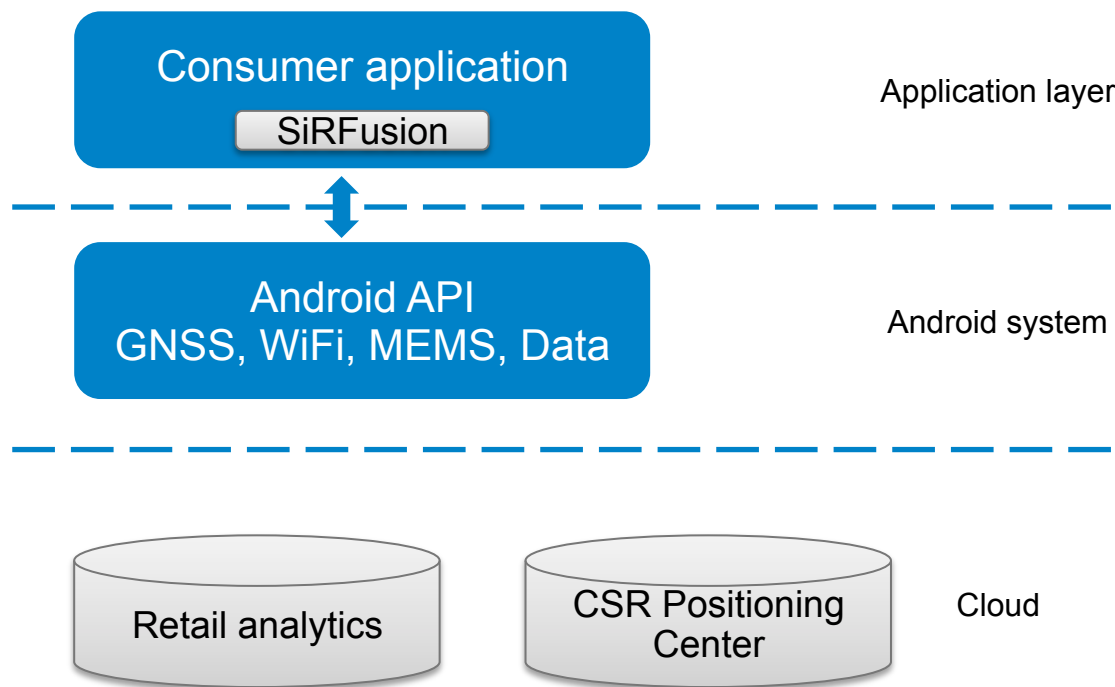 Consumer application
SiRFusion
Application layer
Android API
GNSS, WiFi, MEMS, Data
Android system
Retail analytics
CSR Positioning
Center
Cloud